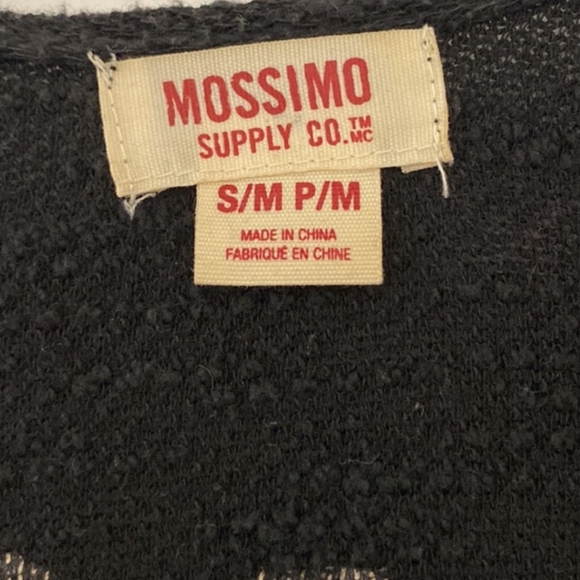 MOSSIMO
SUPPLY CO.™ MC
S/M P/M
MADE IN CHINA
FABRIQUÉ EN CHINE